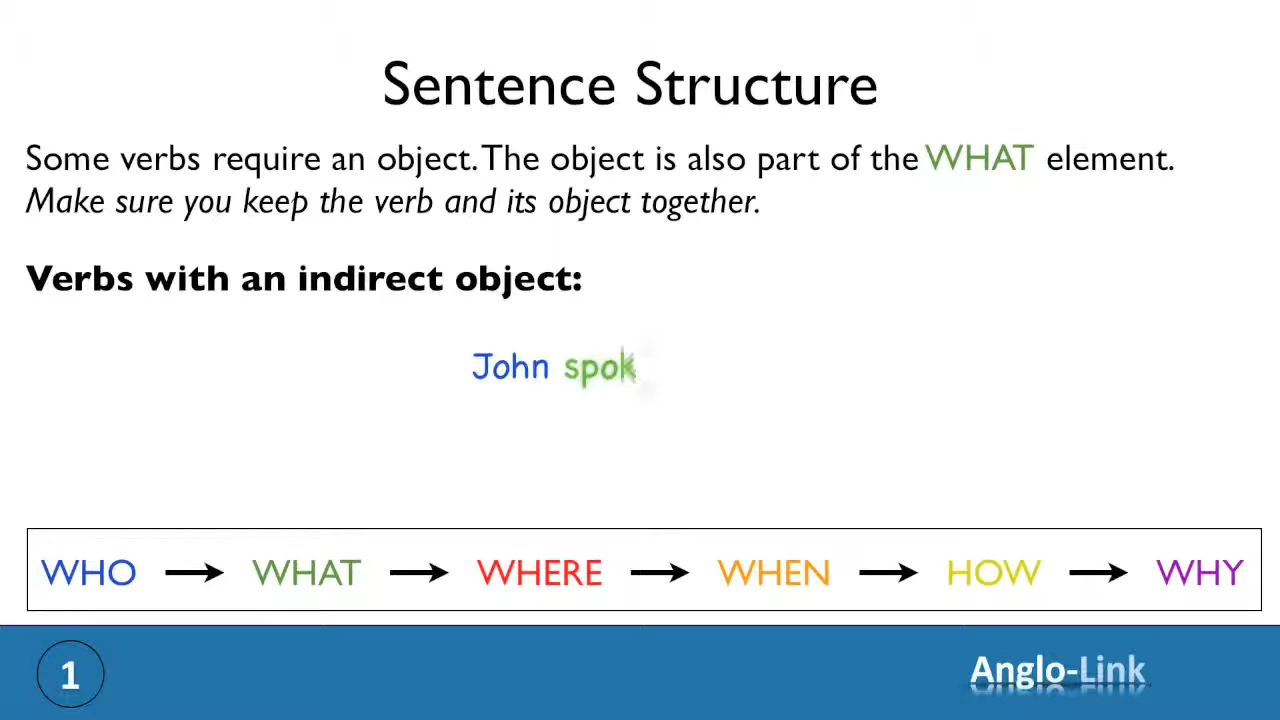 Sentence Structure
Some verbs require an object. The object is also part of the WHAT element.
Make sure you keep the verb and its object together.
Verbs with an indirect object:
John spok
WHO → WHAT → WHERE → WHEN → HOW → WHY
1
Anglo-Link